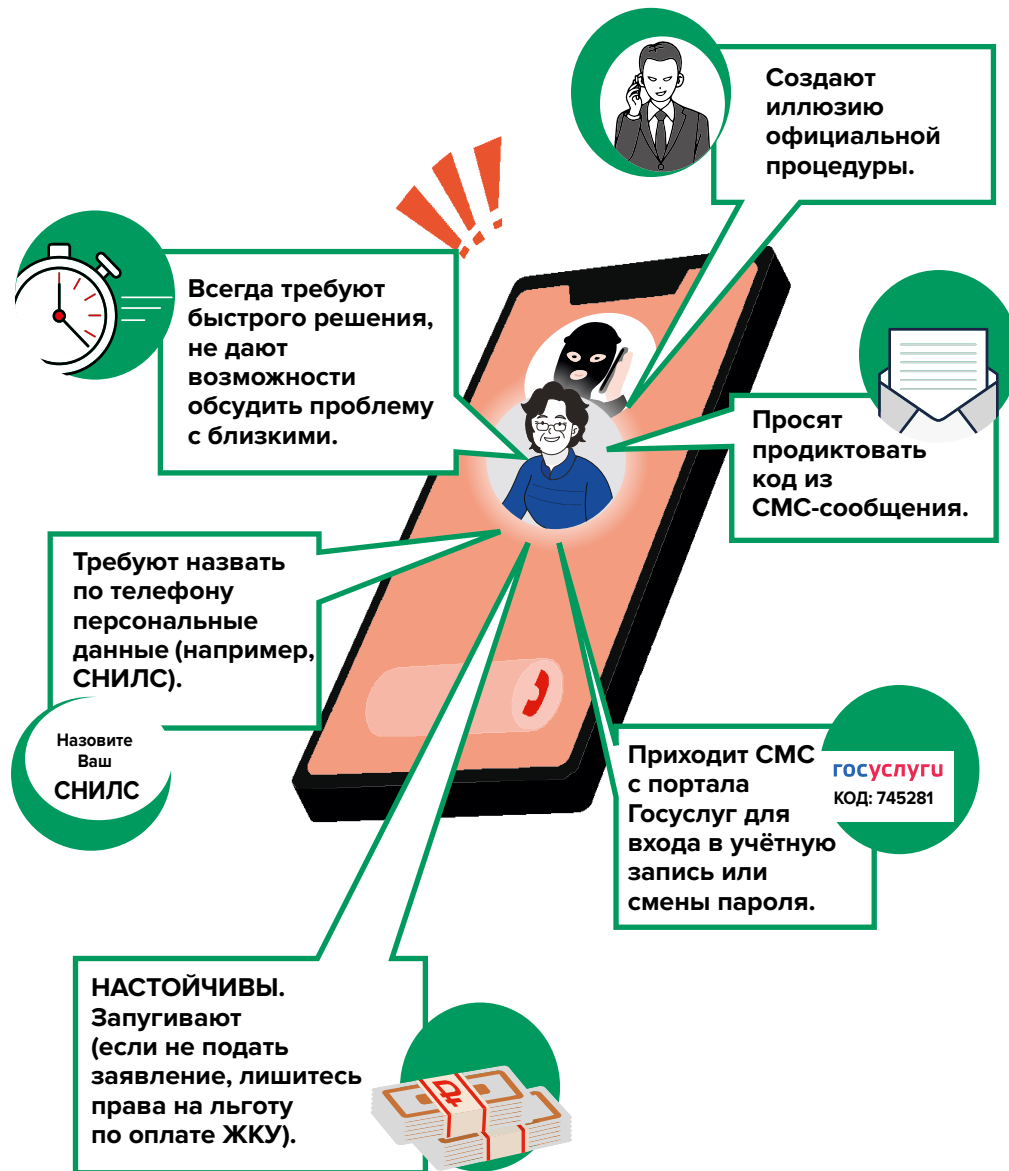 Создают
иллюзию
официальной
процедуры.
Всегда требуют
быстрого решения,
не дают
возможности
обсудить проблему
с близкими.
Просят
продиктовать
код из
СМС-сообщения.
Требуют назвать
по телефону
персональные
данные (например,
СНИЛС).
Назовите
Ваш
СНИЛС
Приходит СМС
с портала
Госуслуг для
входа в учётную
запись или
смены пароля.
госуслуги
КОД: 745281
НАСТОЙЧИВЫ.
Запугивают
(если не подать
заявление, лишитесь
права на льготу
по оплате ЖКУ).